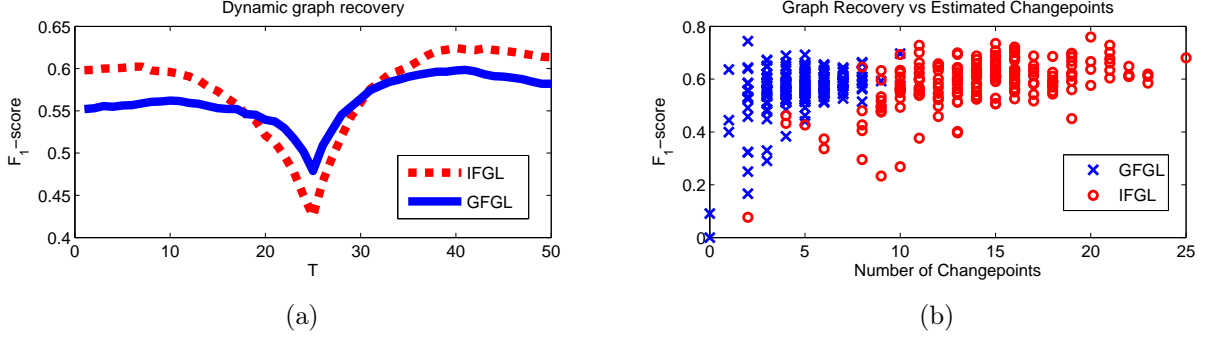 Dynamic graph recovery
0.65
0.6
0.55
0.5
0.45
0.4
F1-score
0 10 20 30 40 50
T
IFGL
GFGL
(a)
Graph Recovery vs Estimated Changepoints
0.8
0.6
0.4
0.2
0
F1-score
0 5 10 15 20 25
Number of Changepoints
GFGL
IFGL
(b)